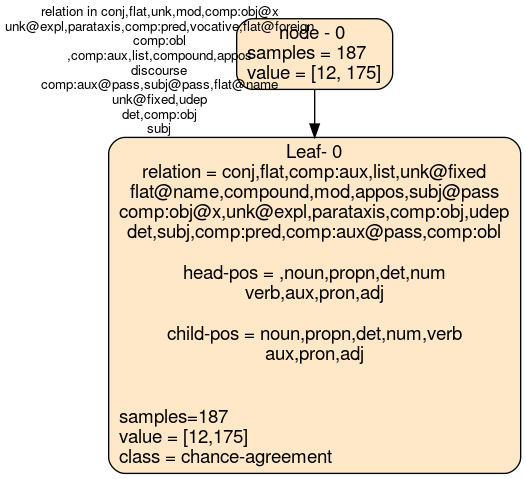 relation in conj,flat,unk,mod,comp:obj@x
unk@expl,parataxis,comp:pred,vocative,flat@foreign
comp:obl
,comp:aux,list,compound,appos
discourse
comp:aux@pass,subj@pass,flat@name
unk@fixed,udep
det,comp:obj
subj
node - 0
samples = 187
value = [12, 175]
Leaf- 0
relation = conj,flat,comp:aux,list,unk@fixed
flat@name,compound,mod,appos,subj@pass
comp:obj@x,unk@expl,parataxis,comp:obj,udep
det,subj,comp:pred,comp:aux@pass,comp:obl
head-pos = ,noun,propn,det,num
verb,aux,pron,adj
child-pos = noun,propn,det,num,verb
aux,pron,adj
samples=187
value = [12,175]
class = chance-agreement